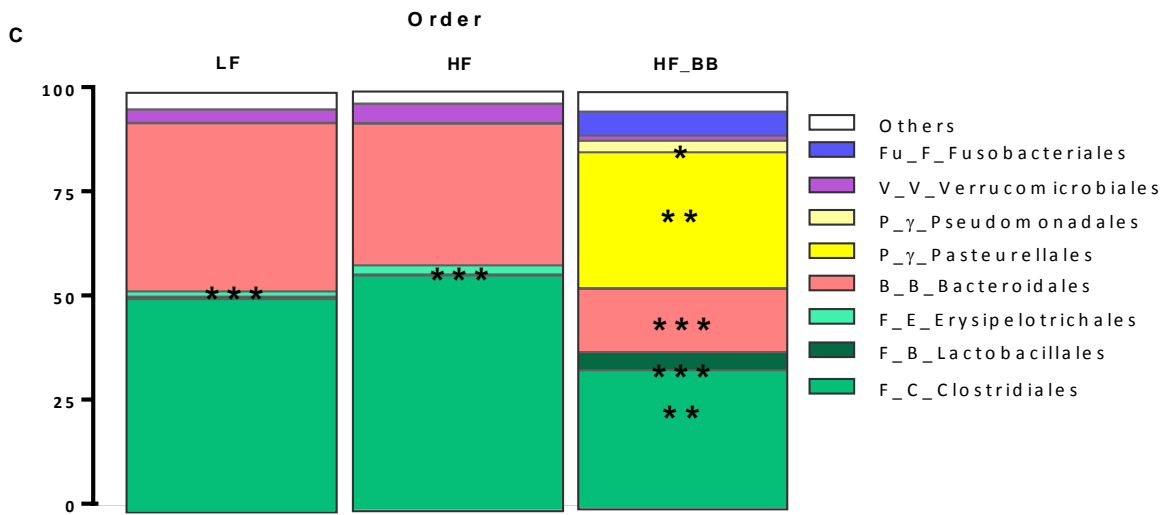 Order
C
LF HF HF_BB
100
75
50
25
0
***
***
*
**
***
***
**
Others
Fu_F_Fusobacteriales
V_V_Verrucomicrobiales
P_γ_Pseudomonadales
P_γ_Pasteurellales
B_B_Bacteroidales
F_E_Erysipelotrichales
F_B_Lactobacillales
F_C_Clostridiales